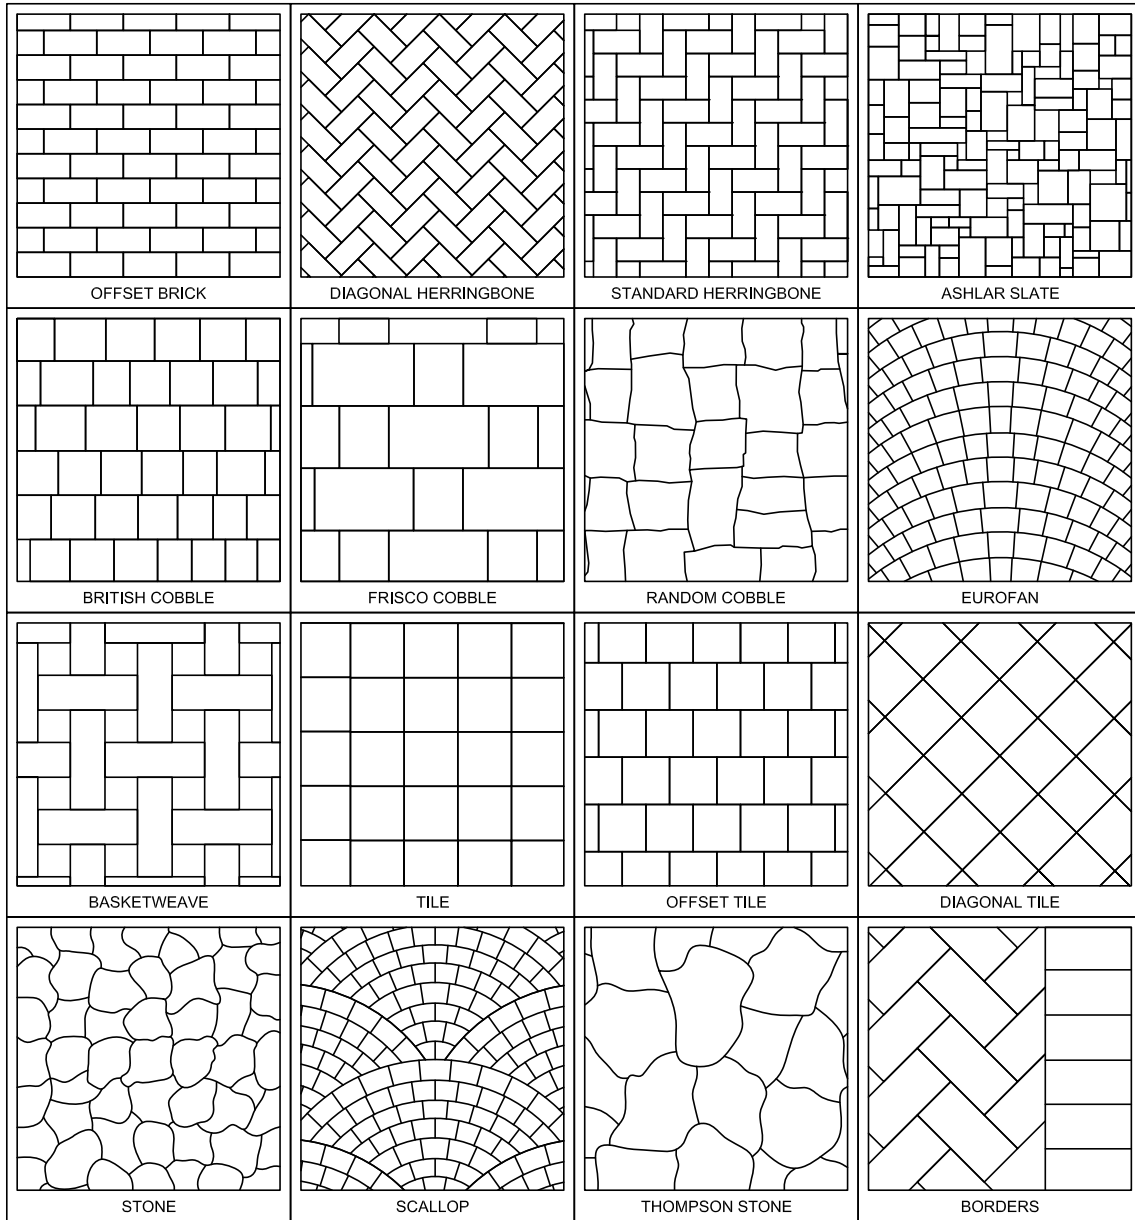 OFFSET BRICK
DIAGONAL HERRINGBONE
STANDARD HERRINGBONE
ASHLAR SLATE
BRITISH COBBLE
FRISCO COBBLE
RANDOM COBBLE
EUROFAN
BASKETWEAVE
TILE
OFFSET TILE
DIAGONAL TILE
STONE
SCALLOP
THOMPSON STONE
BORDERS